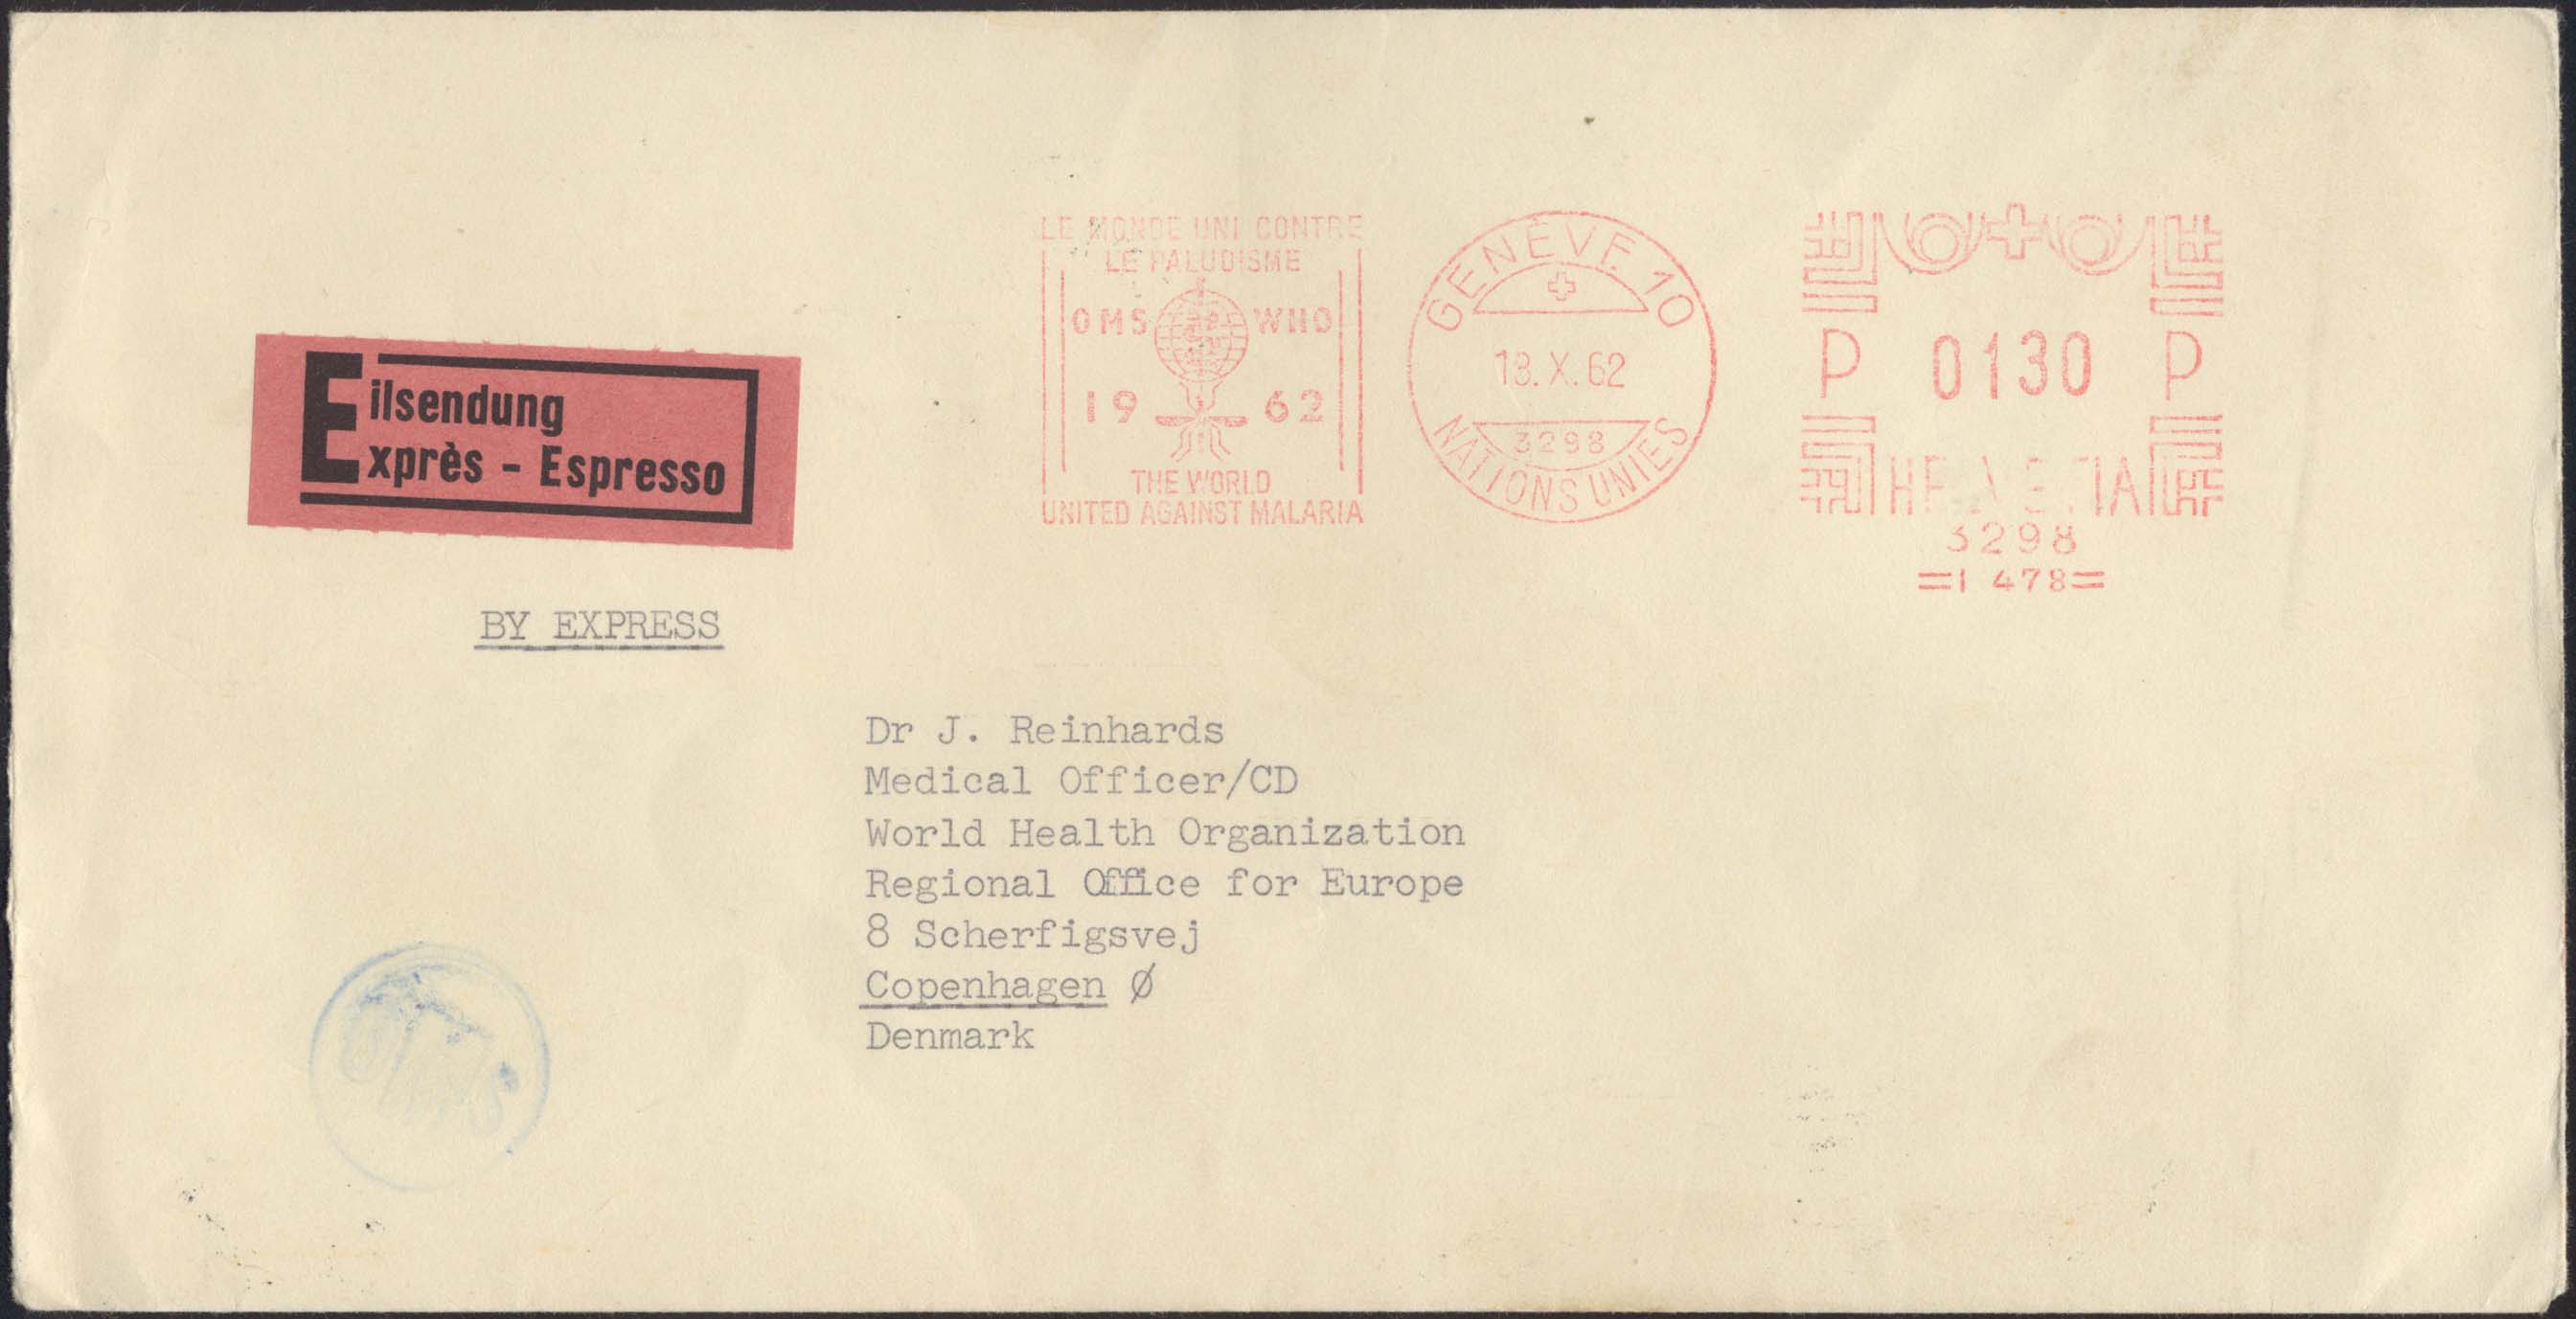 LE MONDE UNI CONTRE
LE PALUDISME
OMS WHO
19 62
THE WORLD
UNITED AGAINST MALARIA
GENÈVE 10
18.X.62
3298
NATIONS UNIES
P 0130 P
HELVETIA
3298
=1 478=
Eilsendung
Exprès - Espresso
BY EXPRESS
Dr J. Reinhards
Medical Officer/CD
World Health Organization
Regional Office for Europe
8 Scherfigsvej
Copenhagen Ø
Denmark